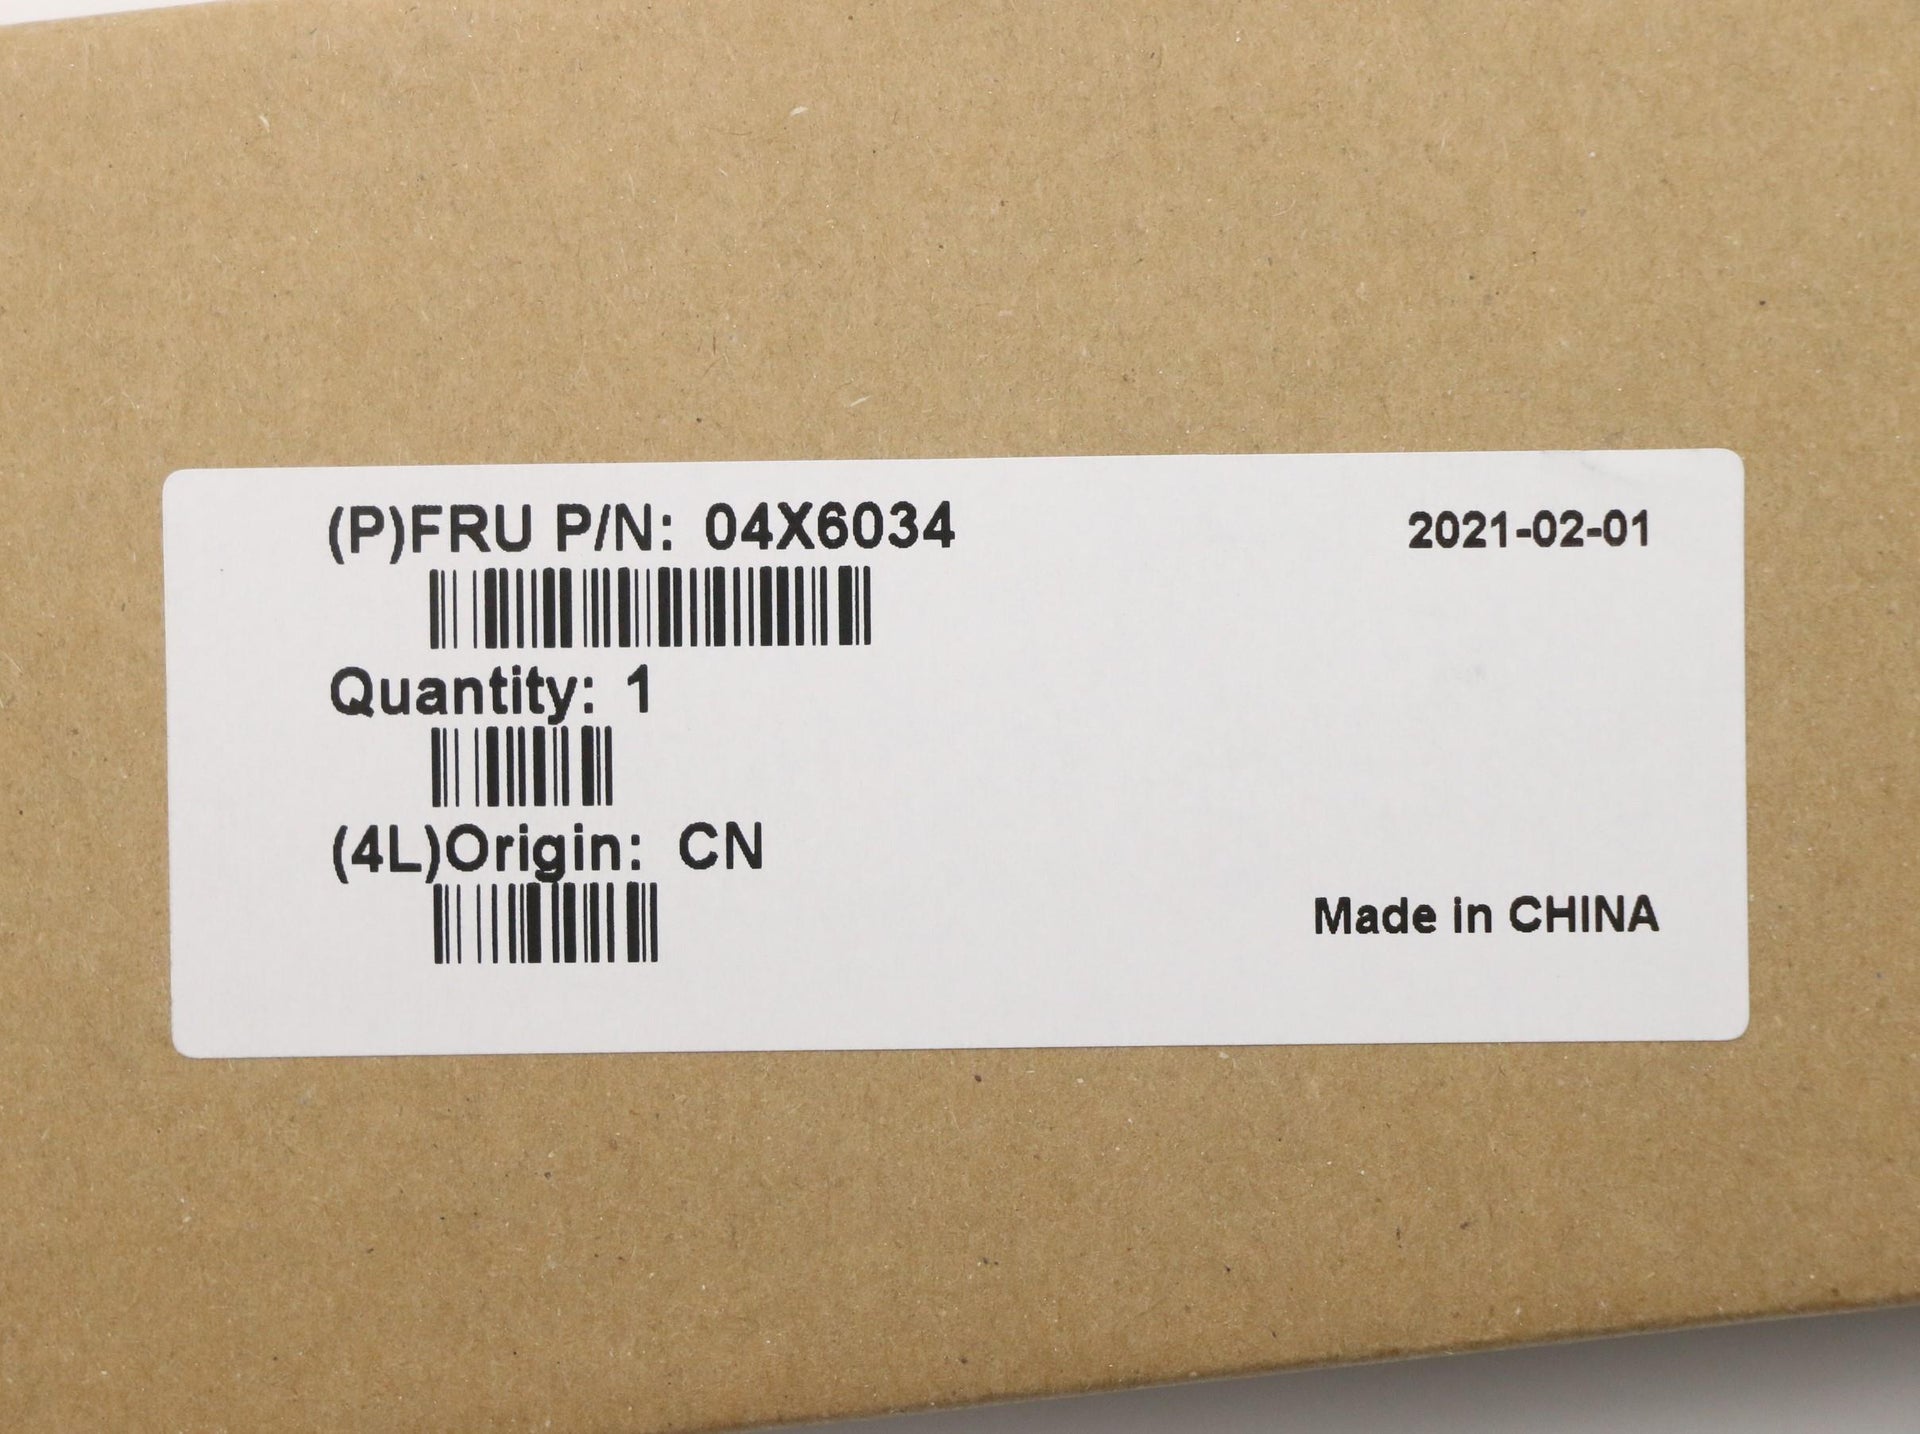 (P)FRU P/N: 04X6034
2021-02-01
Quantity: 1
(4L)Origin: CN
Made in CHINA